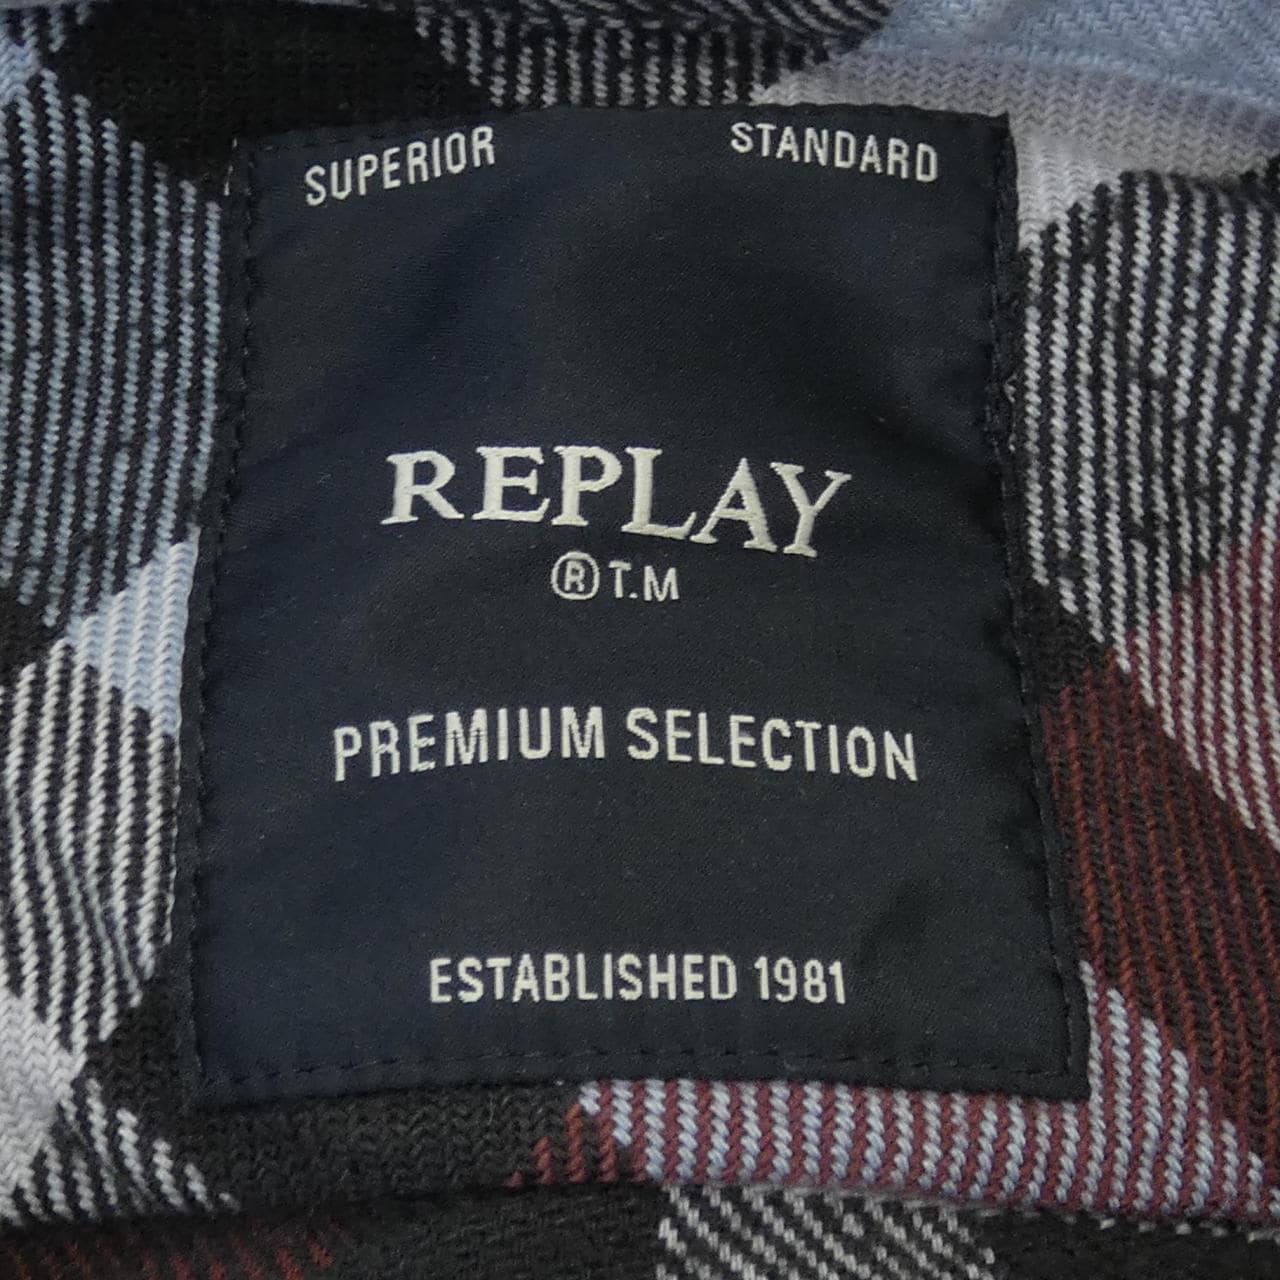 SUPERIOR STANDARD
REPLAY
® T.M
PREMIUM SELECTION
ESTABLISHED 1981